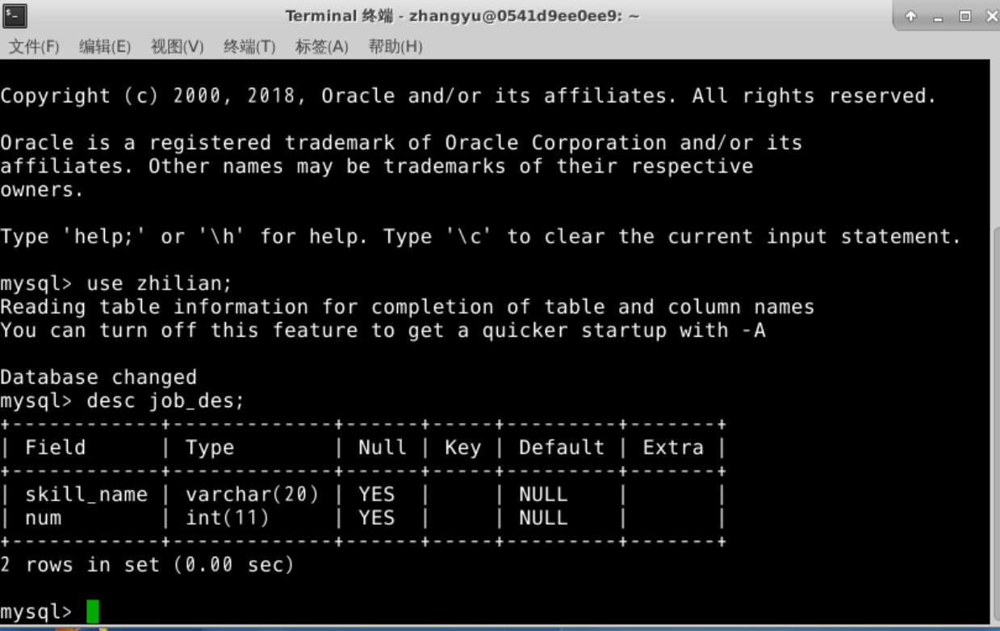 Terminal 终端 - zhangyu@0541d9ee0ee9: ~
文件(F) 编辑(E) 视图(V) 终端(T) 标签(A) 帮助(H)
Copyright (c) 2000, 2018, Oracle and/or its affiliates. All rights reserved.
Oracle is a registered trademark of Oracle Corporation and/or its
affiliates. Other names may be trademarks of their respective
owners.
Type 'help;' or '\h' for help. Type '\c' to clear the current input statement.
mysql> use zhilian;
Reading table information for completion of table and column names
You can turn off this feature to get a quicker startup with -A
Database changed
mysql> desc job_des;
+------------+-------------+------+-----+---------+-------+
| Field      | Type        | Null | Key | Default | Extra |
+------------+-------------+------+-----+---------+-------+
| skill_name | varchar(20) | YES  |     | NULL    |       |
| num        | int(11)     | YES  |     | NULL    |       |
+------------+-------------+------+-----+---------+-------+
2 rows in set (0.00 sec)
mysql>